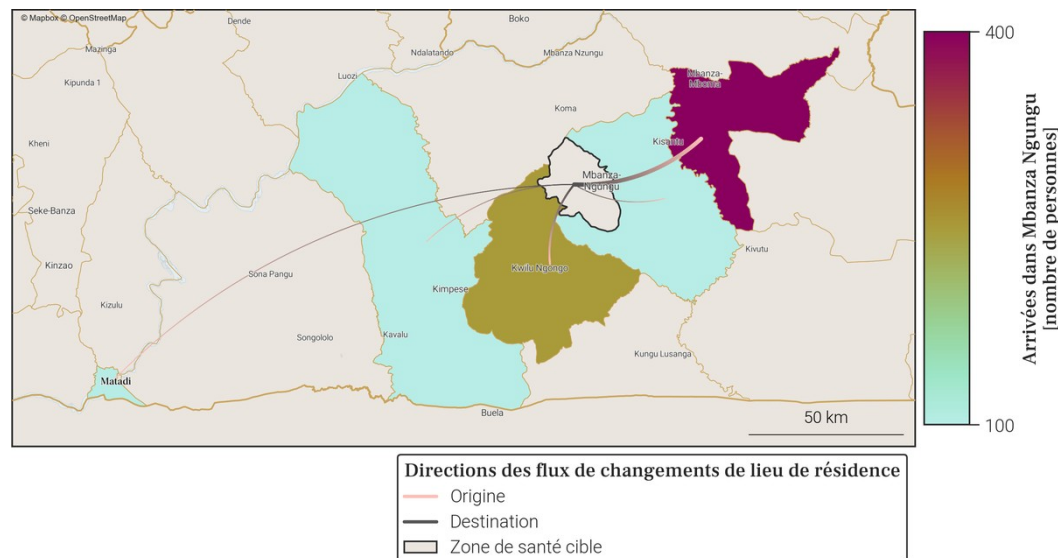 © Mapbox © OpenStreetMap
Dende
Boko
Mazinga
Ndalatando
Mbanza Nzungu
Kipunda 1
Luozi
Mbanza-
Mboma
Koma
Kheni
Kisantu
Mbanza-
Ngungu
Seke-Banza
Kivutu
Kinzao
Sona Pangu
Kwilu Ngongo
Kimpese
Kizulu
Songololo
Kavalu
Kungu Lusanga
Matadi
Buela
50 km
400
100
Arrivées dans Mbanza Ngungu
[nombre de personnes]
Directions des flux de changements de lieu de résidence
Origine
Destination
Zone de santé cible